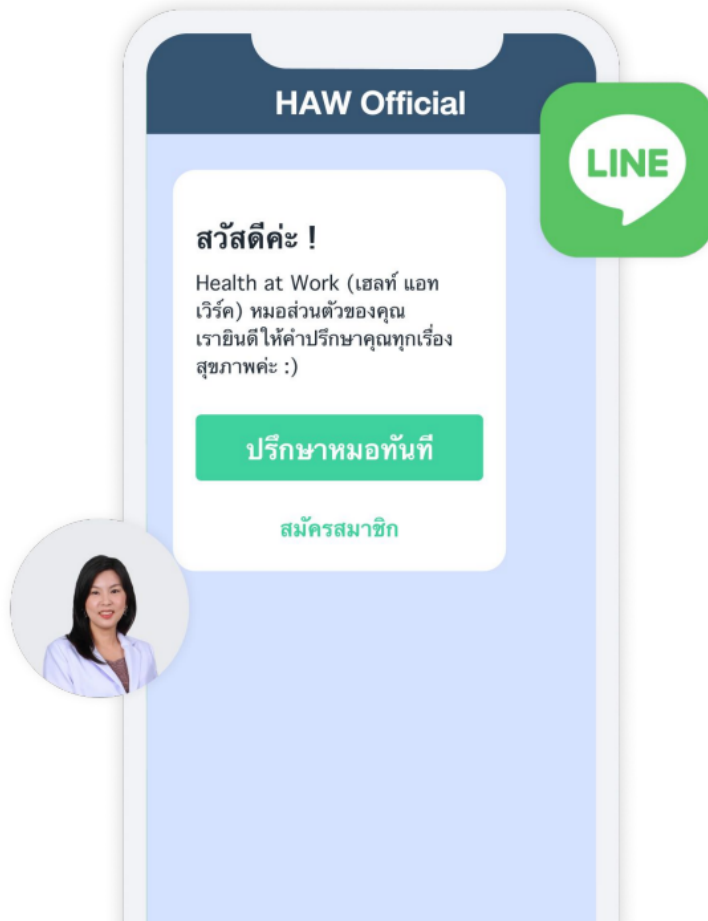 HAW Official
LINE
สวัสดีค่ะ !
Health at Work (เฮลท์ แอท
เวิร์ค) หมอส่วนตัวของคุณ
เรายินดีให้คำปรึกษาคุณทุกเรื่อง
สุขภาพค่ะ :)
ปรึกษาหมอทันที
สมัครสมาชิก